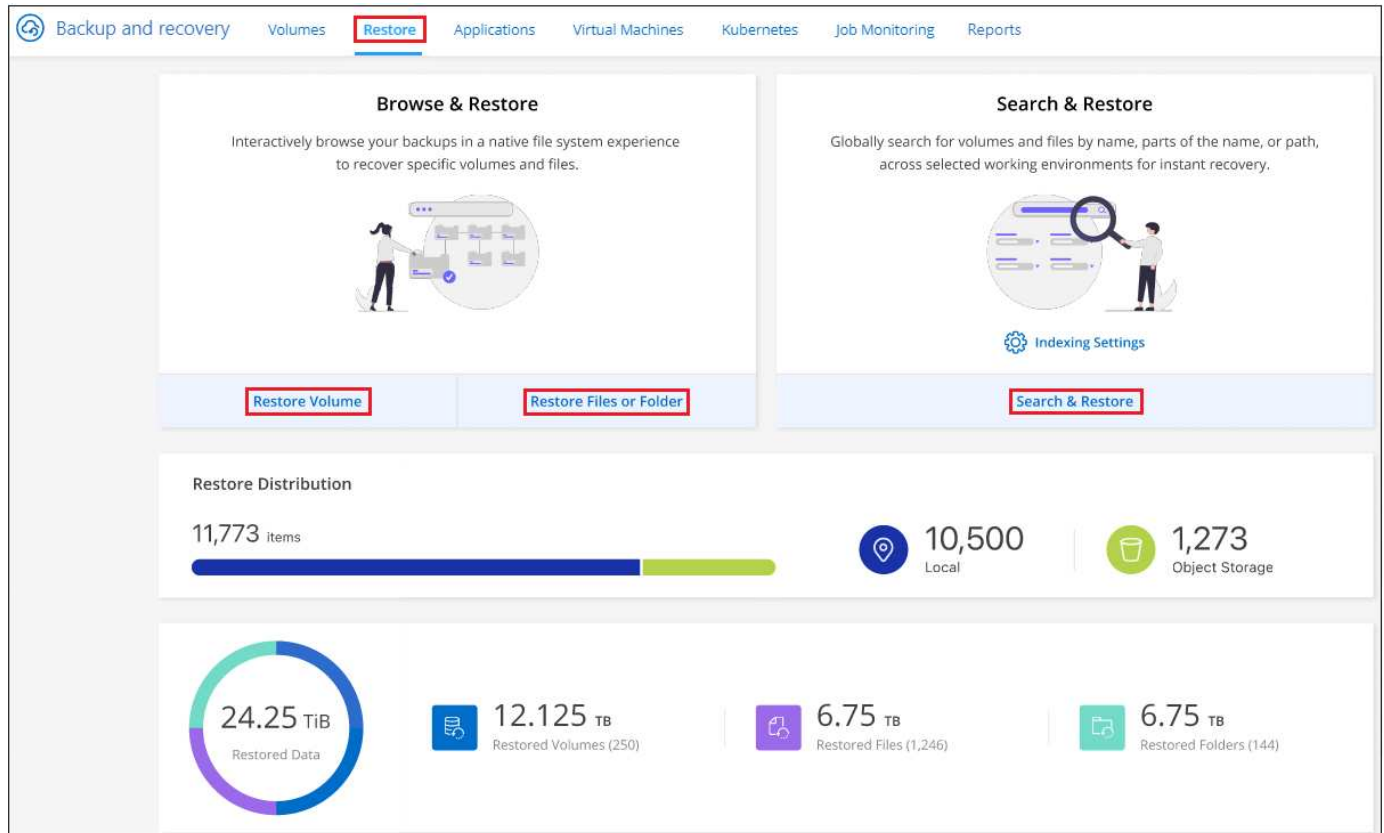 Backup and recovery Volumes Restore Applications Virtual Machines Kubernetes Job Monitoring Reports
Browse & Restore
Interactively browse your backups in a native file system experience
to recover specific volumes and files.
Restore Volume
Restore Files or Folder
Search & Restore
Globally search for volumes and files by name, parts of the name, or path,
across selected working environments for instant recovery.
Indexing Settings
Search & Restore
Restore Distribution
11,773 items
10,500
Local
1,273
Object Storage
24.25 TiB
Restored Data
12.125 TB
Restored Volumes (250)
6.75 TB
Restored Files (1,246)
6.75 TB
Restored Folders (144)